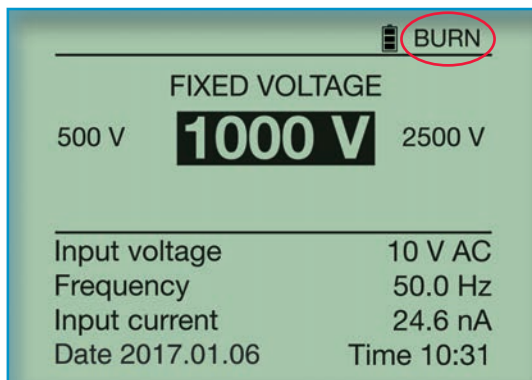 BURN
FIXED VOLTAGE
500 V 1000 V 2500 V
Input voltage 10 V AC
Frequency 50.0 Hz
Input current 24.6 nA
Date 2017.01.06 Time 10:31